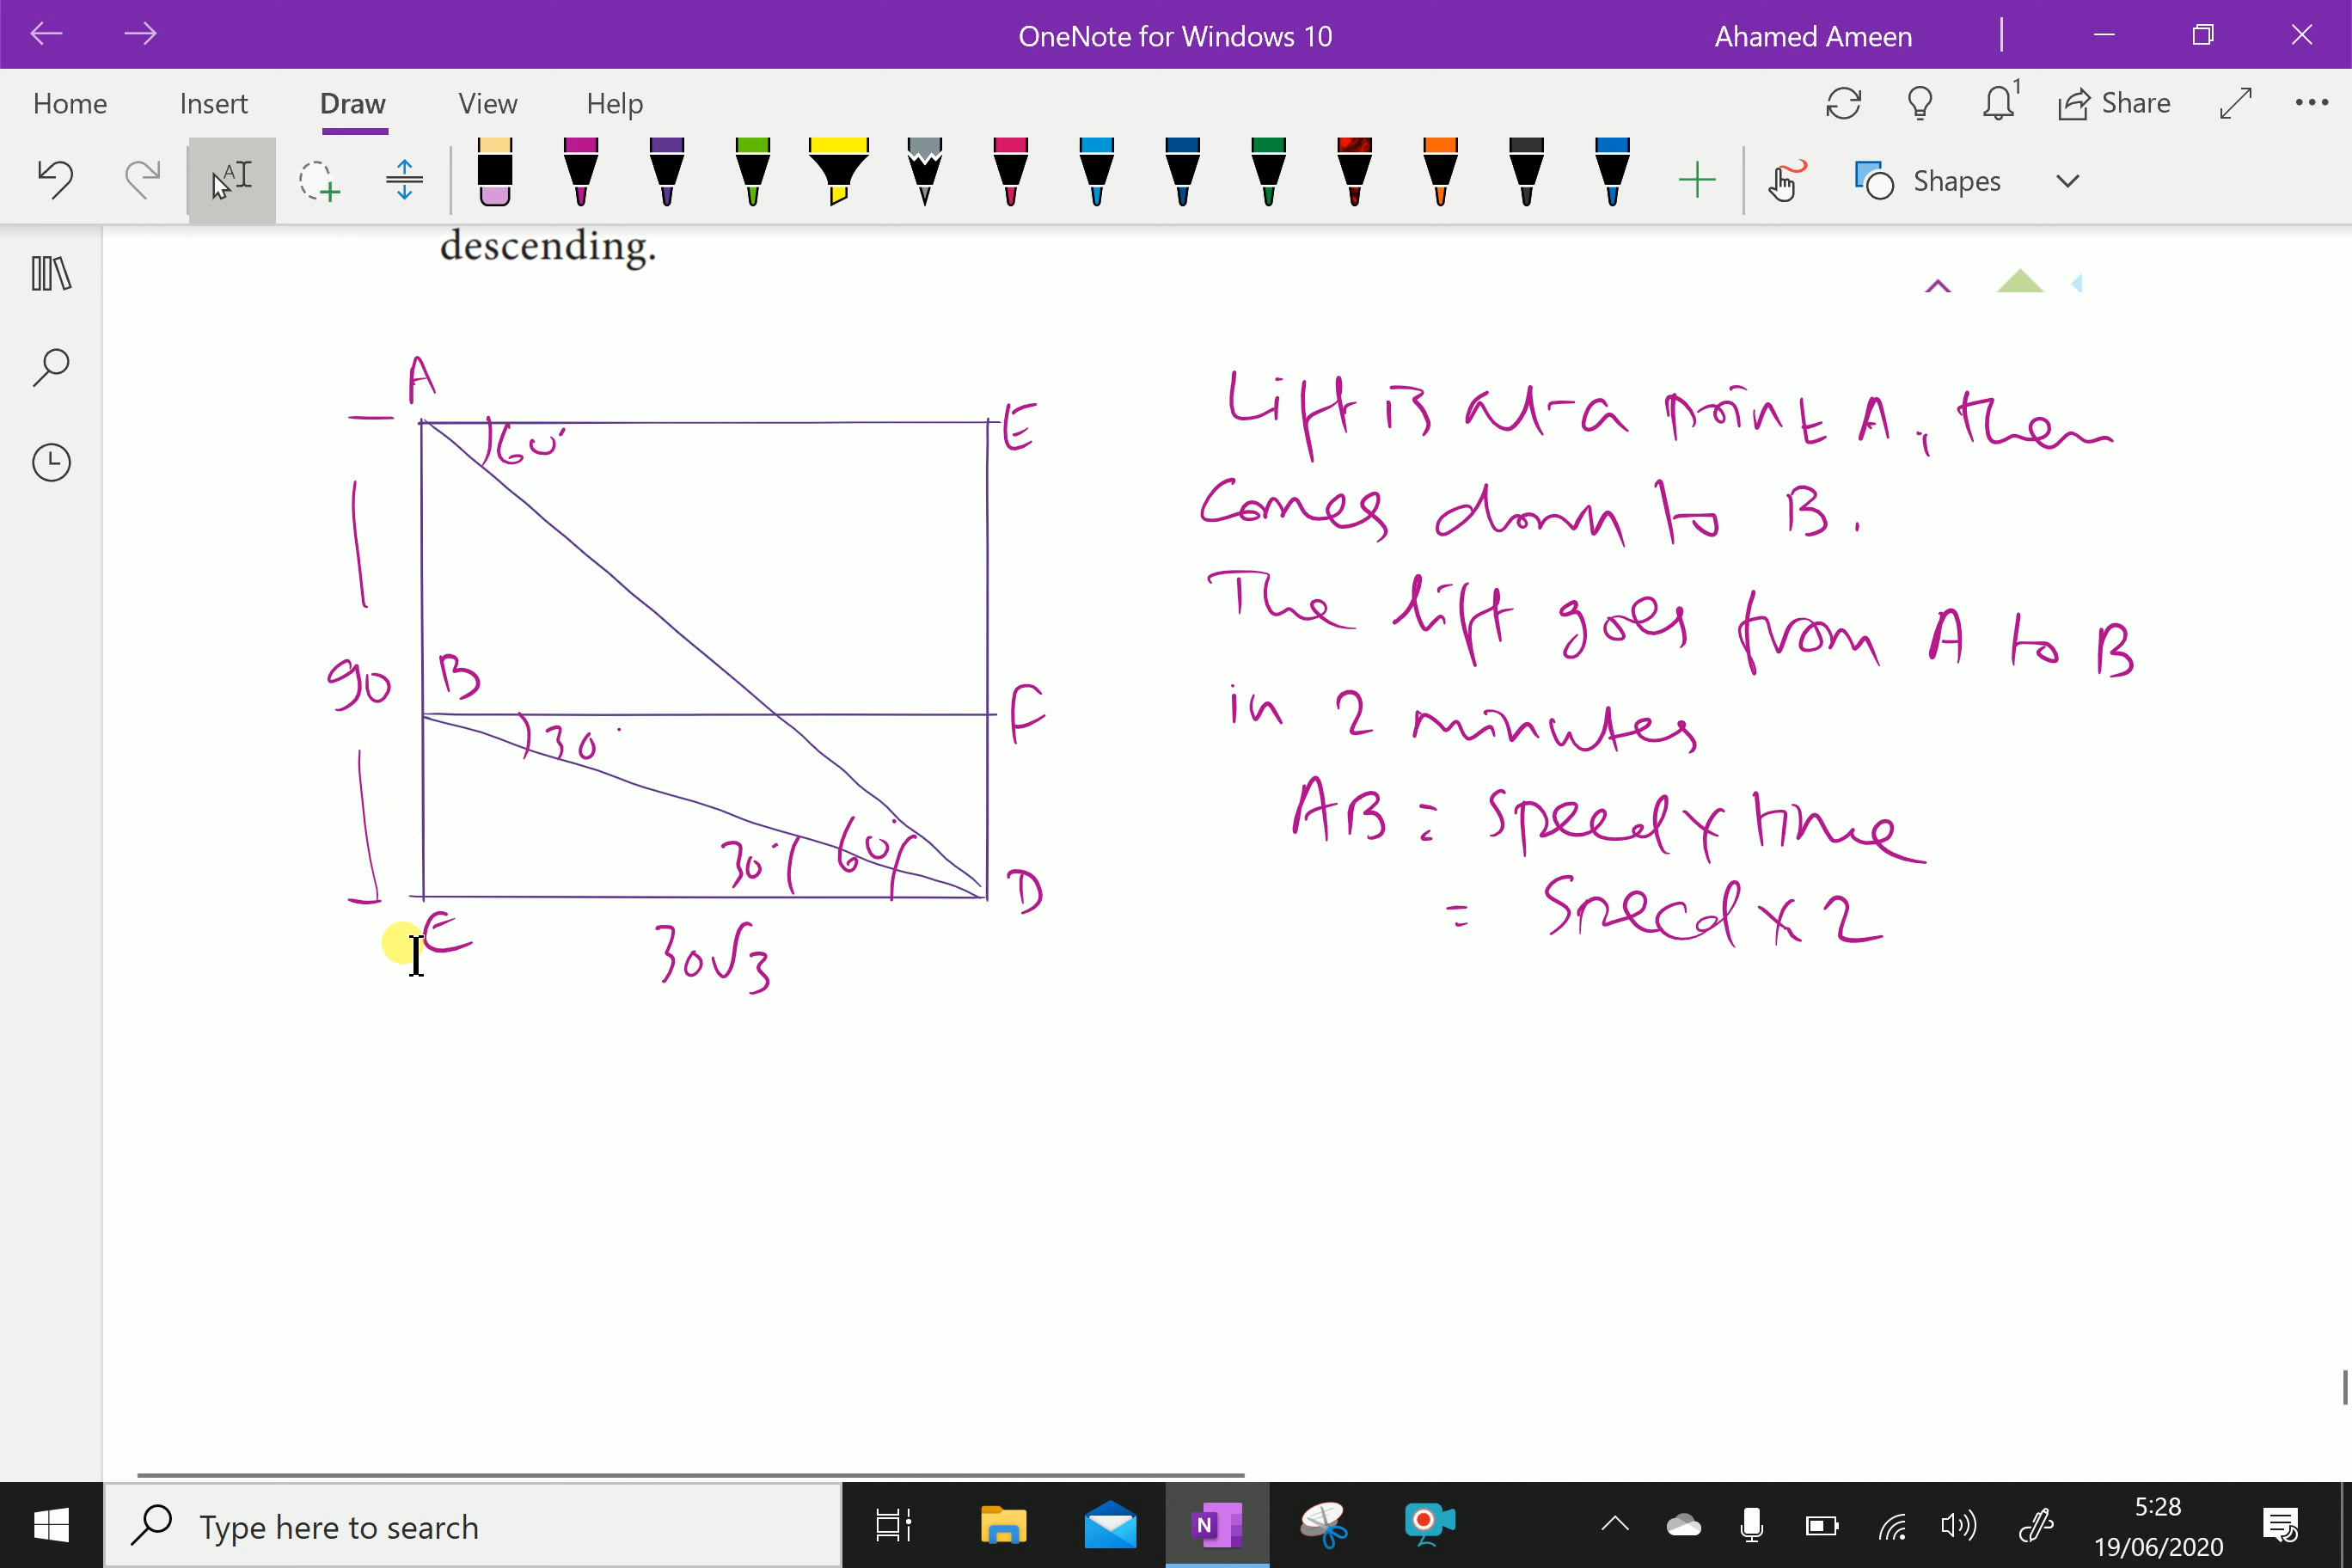 OneNote for Windows 10
Ahamed Ameen
Home Insert Draw View Help
1
Share
Shapes
descending.
A
60°
E
90
B
30°
F
30° 60°
D
C
30√3
Lift is at a point A, then
comes down to B.
The lift goes from A to B
in 2 minutes
AB = speed × time
= Speed × 2
Type here to search
N
5:28
19/06/2020